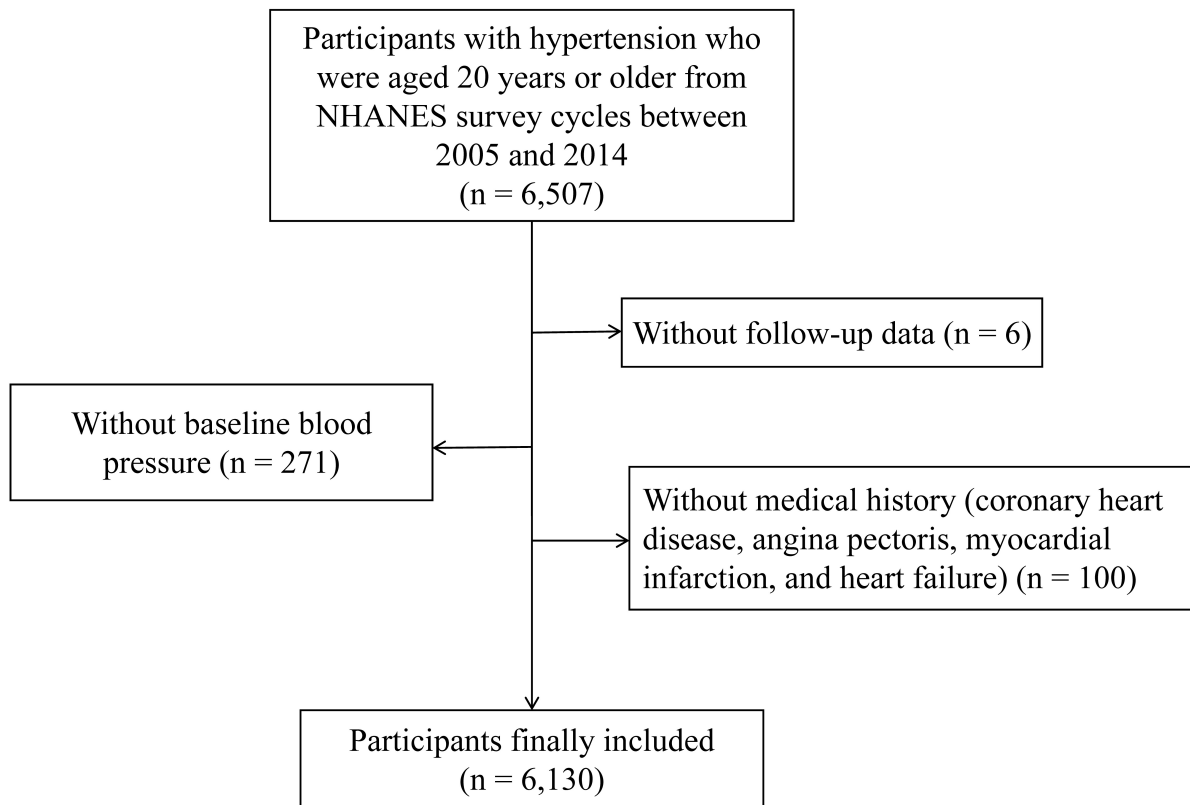 Participants with hypertension who
were aged 20 years or older from
NHANES survey cycles between
2005 and 2014
(n = 6,507)
Without follow-up data (n = 6)
Without baseline blood
pressure (n = 271)
Without medical history (coronary heart
disease, angina pectoris, myocardial
infarction, and heart failure) (n = 100)
Participants finally included
(n = 6,130)